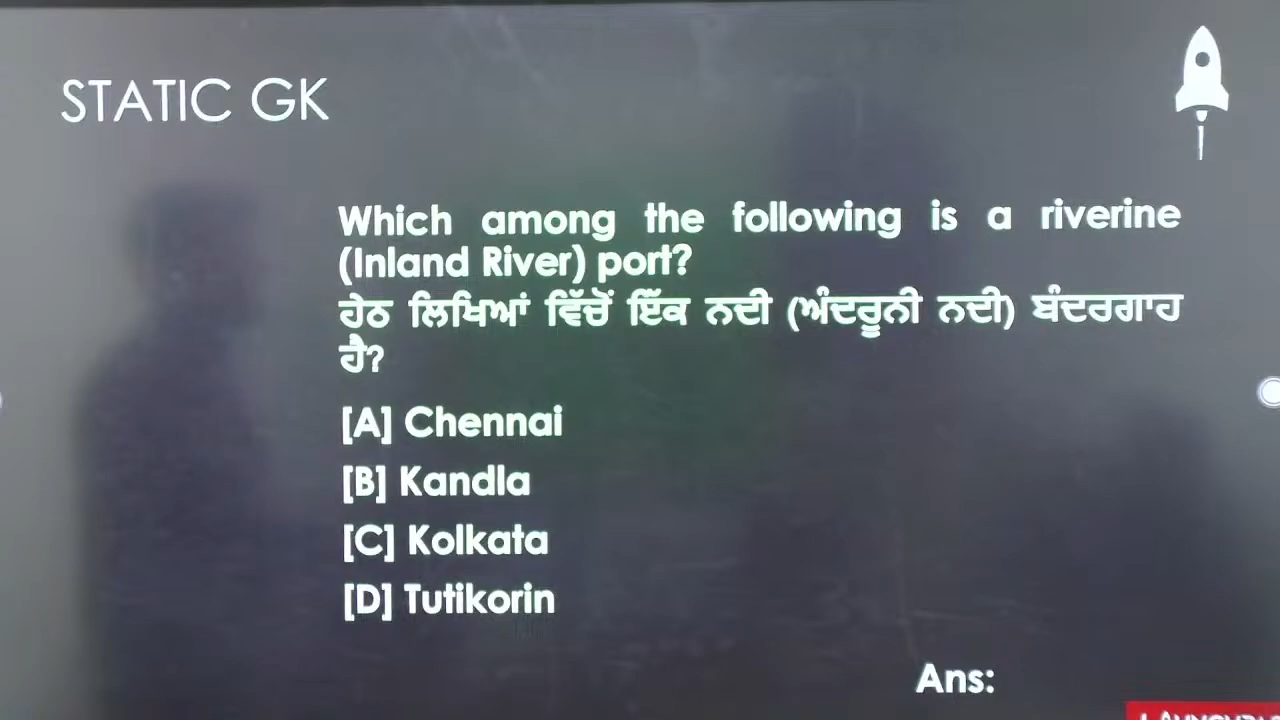 STATIC GK
Which among the following is a riverine
(Inland River) port?
ਹੇਠ ਲਿਖਿਆਂ ਵਿੱਚੋਂ ਇੱਕ ਨਦੀ (ਅੰਦਰੂਨੀ ਨਦੀ) ਬੰਦਰਗਾਹ
ਹੈ?
[A] Chennai
[B] Kandla
[C] Kolkata
[D] Tutikorin
Ans: